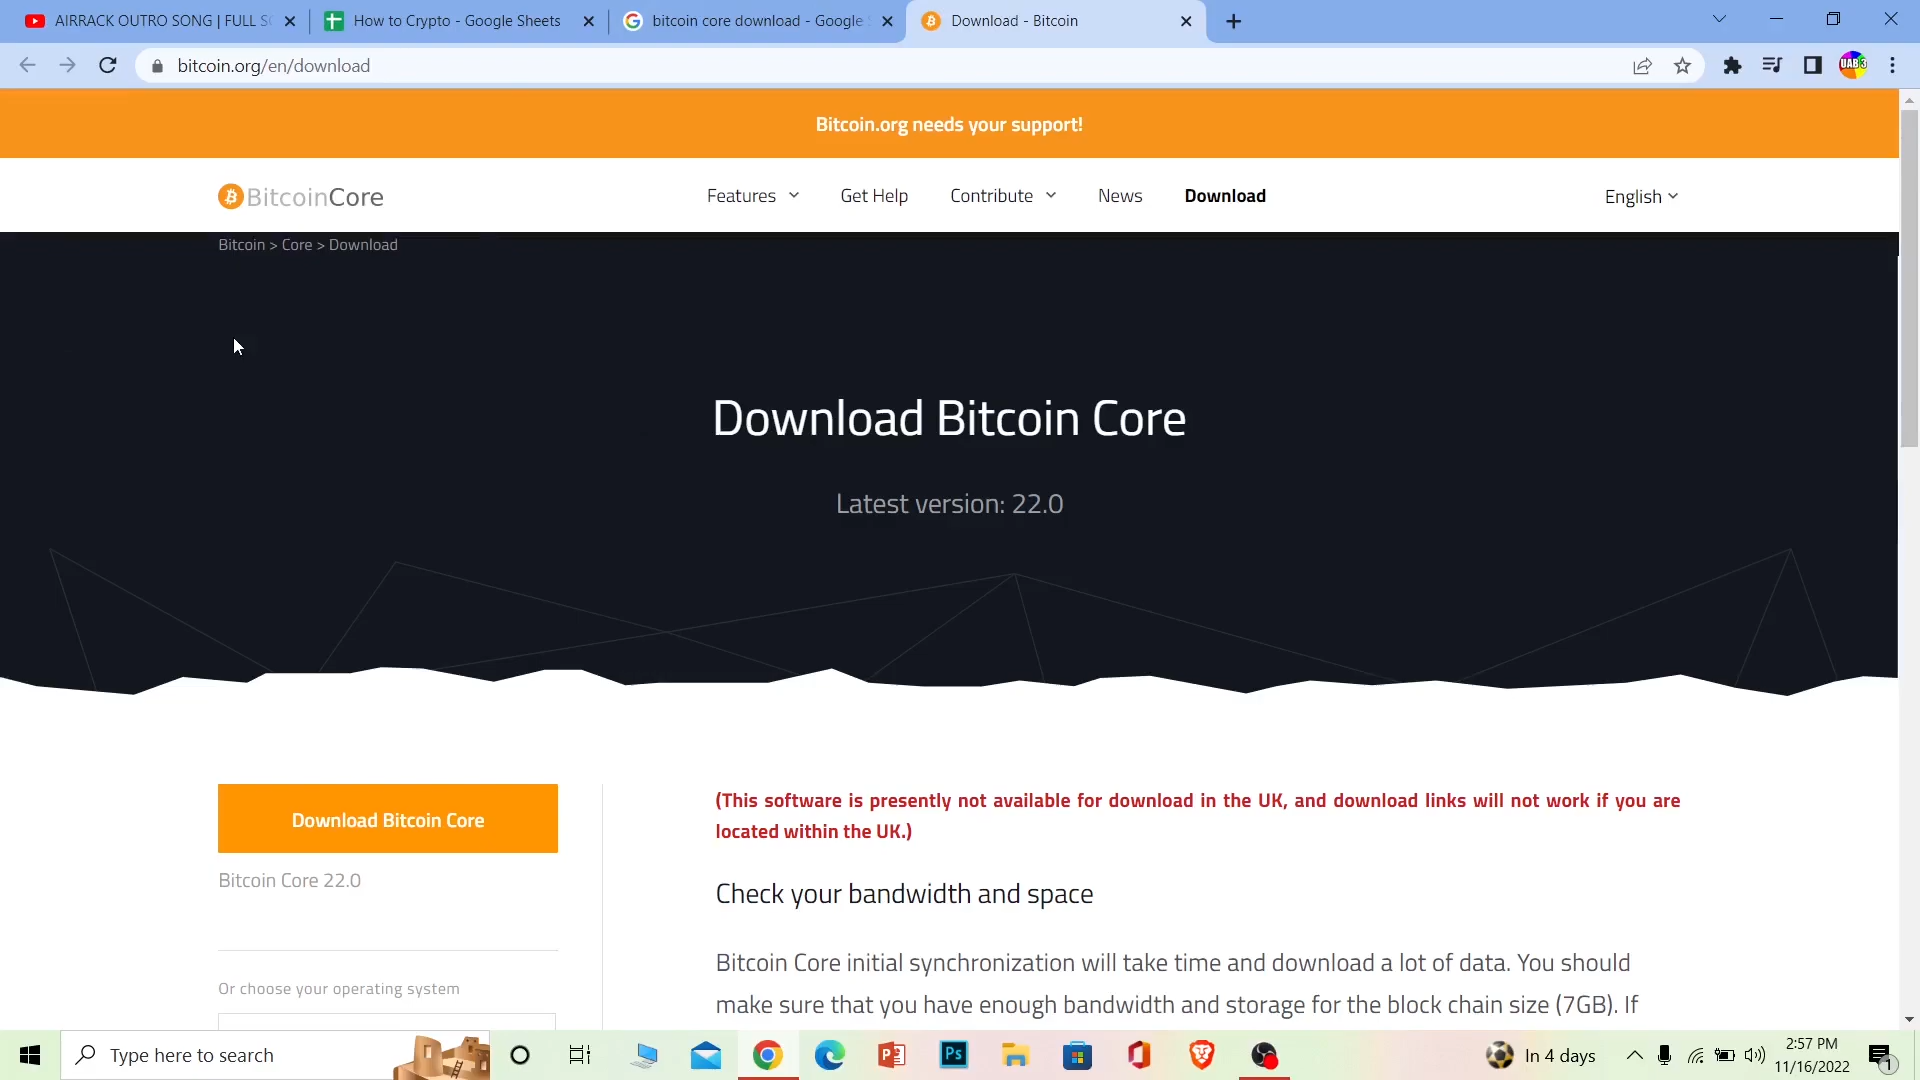 AIRRACK OUTRO SONG | FULL S
How to Crypto - Google Sheets
bitcoin core download - Google
Download - Bitcoin
bitcoin.org/en/download
UAB 3
Bitcoin.org needs your support!
BitcoinCore
Features
Get Help
Contribute
News
Download
English
Bitcoin > Core > Download
Download Bitcoin Core
Latest version: 22.0
Download Bitcoin Core
Bitcoin Core 22.0
Or choose your operating system
(This software is presently not available for download in the UK, and download links will not work if you are
located within the UK.)
Check your bandwidth and space
Bitcoin Core initial synchronization will take time and download a lot of data. You should
make sure that you have enough bandwidth and storage for the block chain size (7GB). If
Type here to search
Ps
In 4 days
2:57 PM
11/16/2022
1